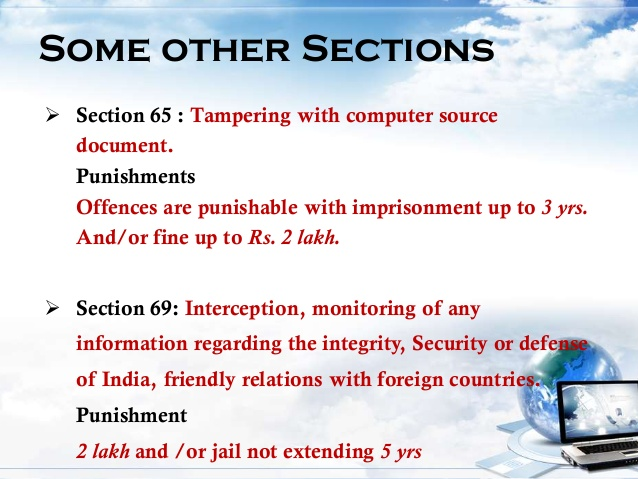 Some other Sections
➢ Section 65 : Tampering with computer source
document.
Punishments
Offences are punishable with imprisonment up to 3 yrs.
And/or fine up to Rs. 2 lakh.
➢ Section 69: Interception, monitoring of any
information regarding the integrity, Security or defense
of India, friendly relations with foreign countries.
Punishment
2 lakh and /or jail not extending 5 yrs